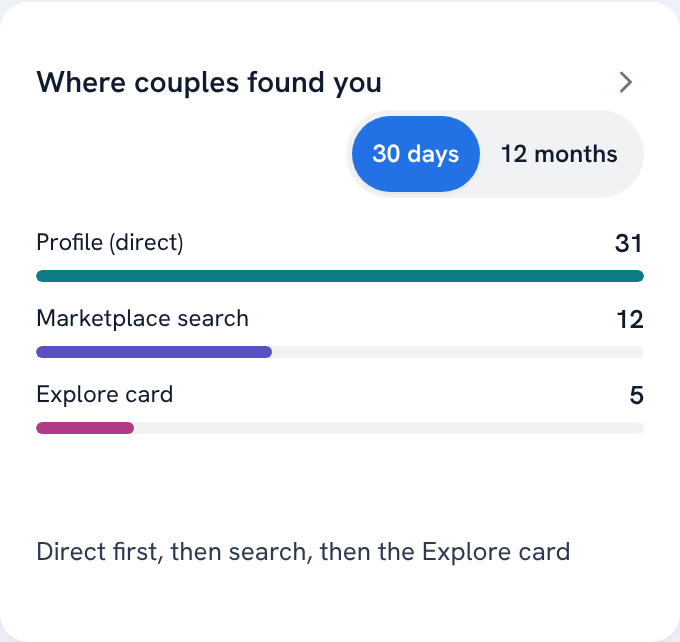 Where couples found you
30 days 12 months
Profile (direct) 31
Marketplace search 12
Explore card 5
Direct first, then search, then the Explore card